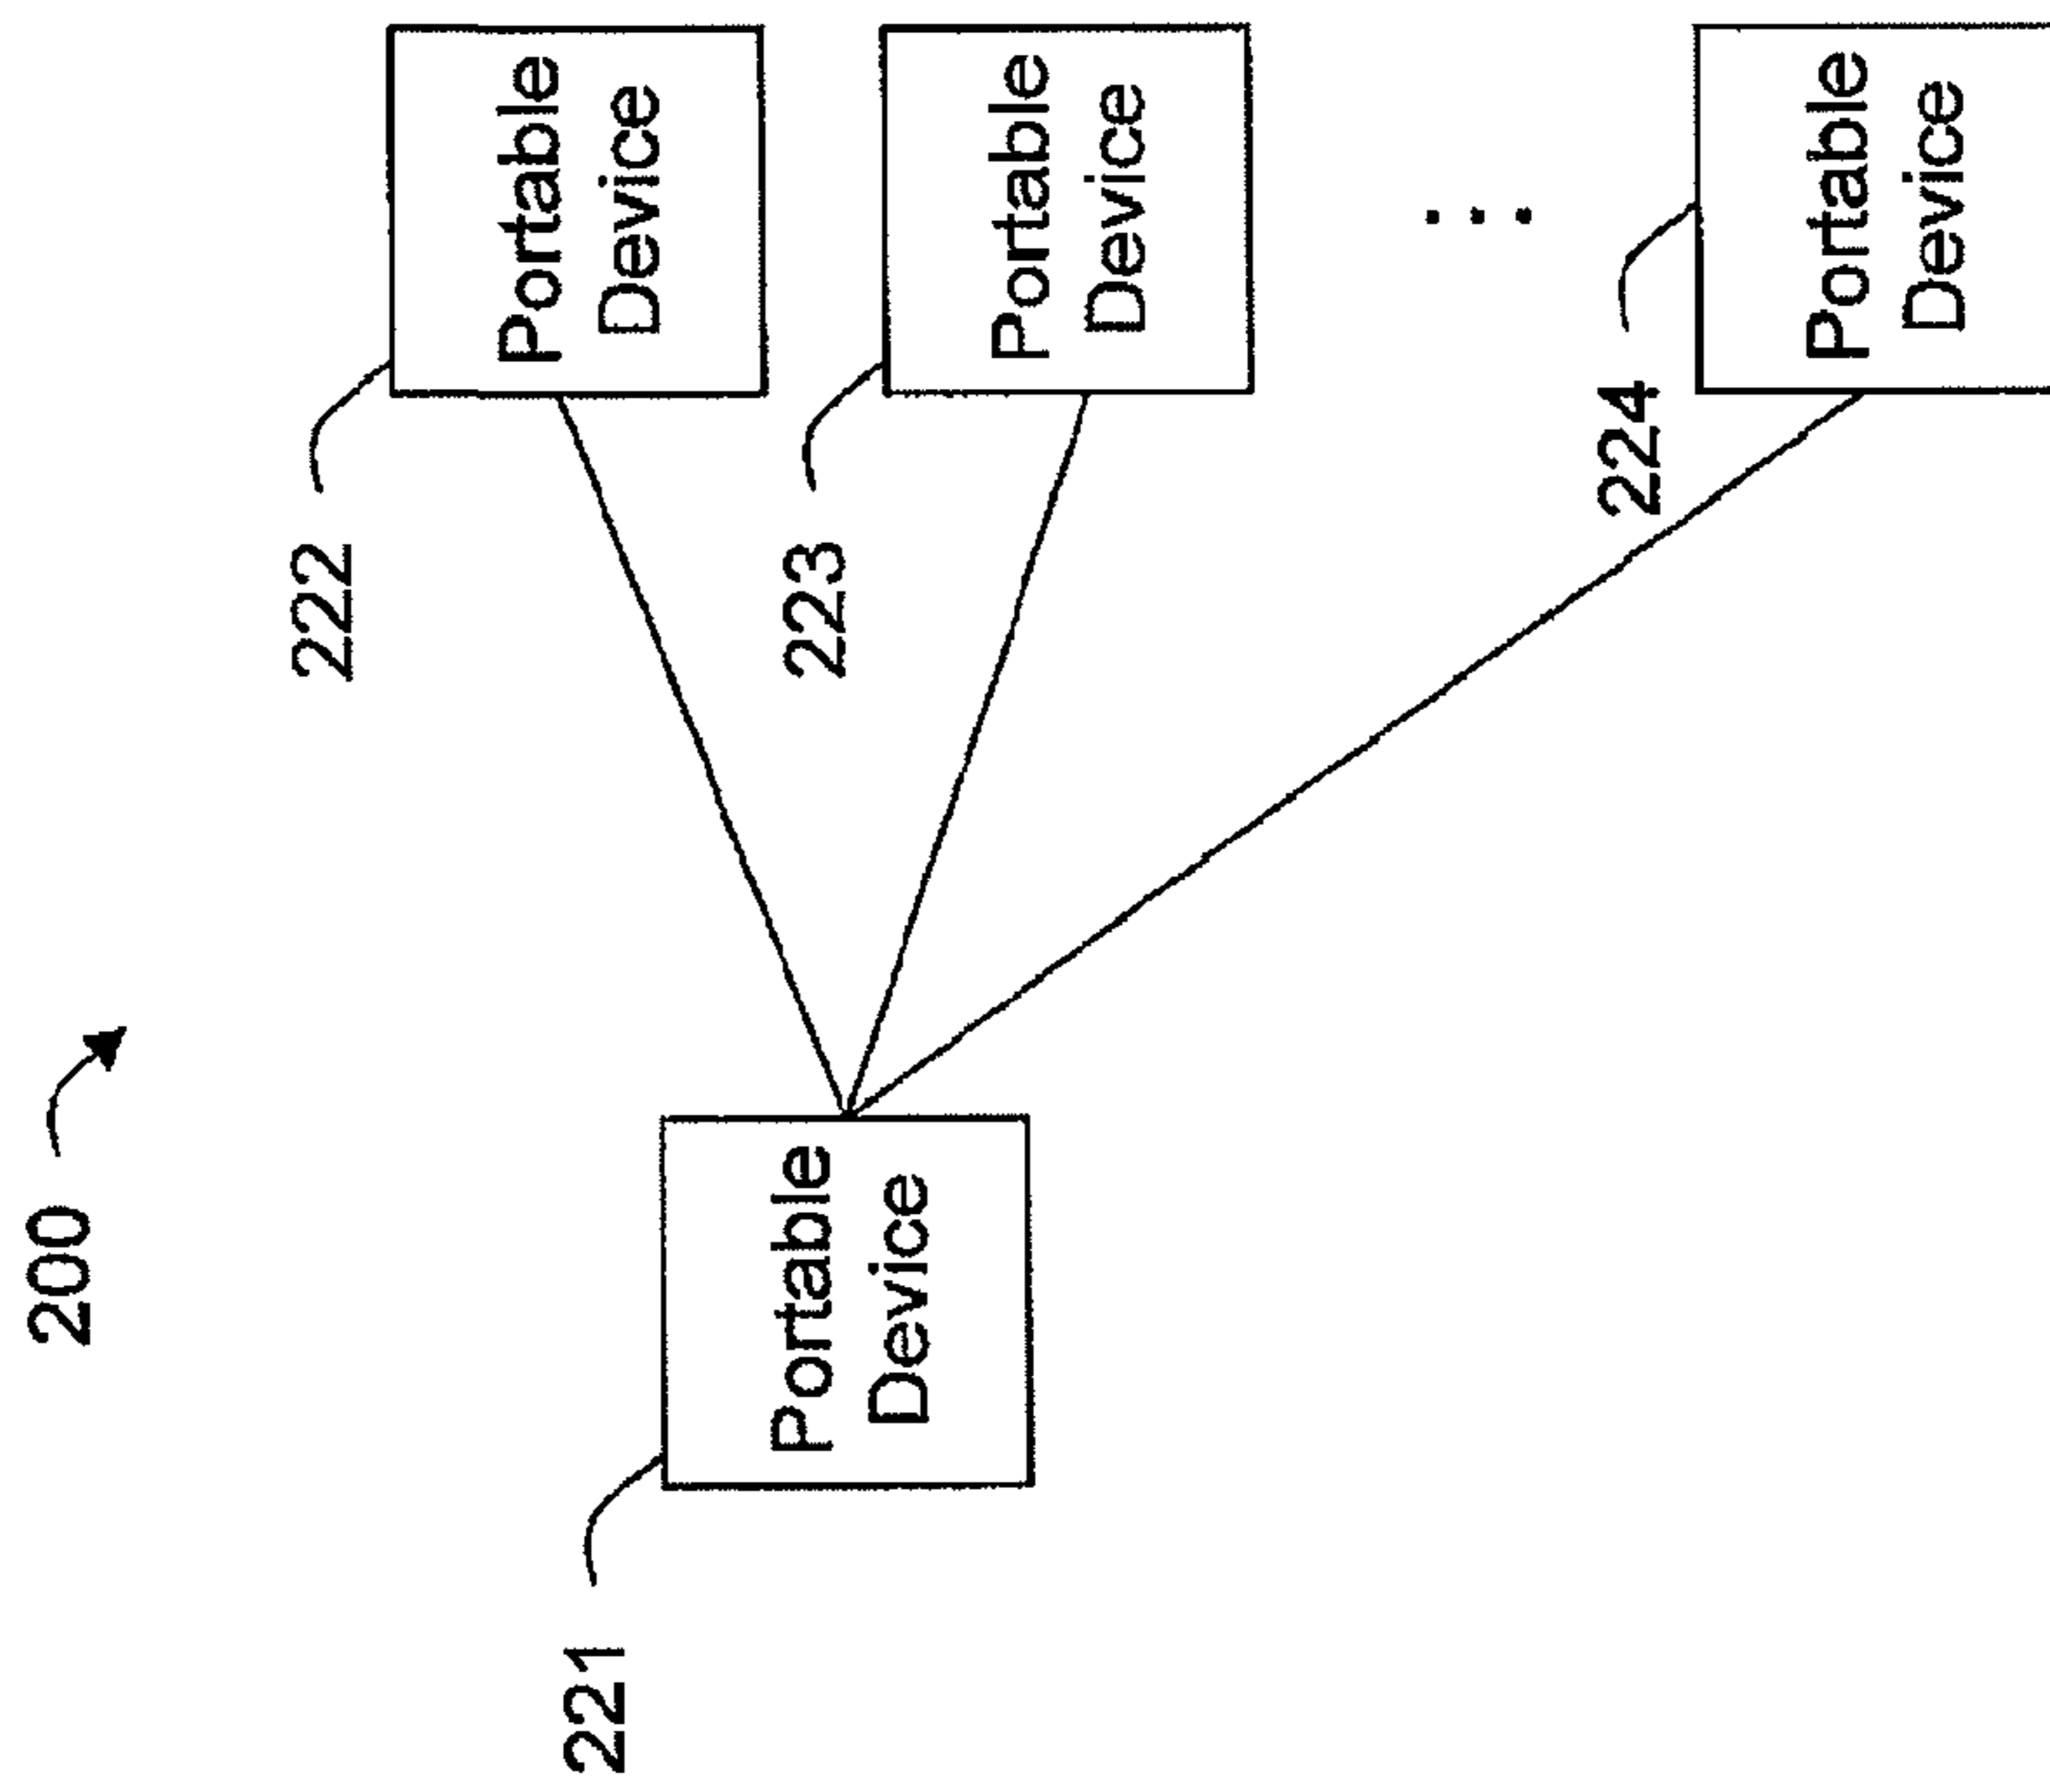 200
221
Portable
Device
222
Portable
Device
223
Portable
Device
...
224
Portable
Device